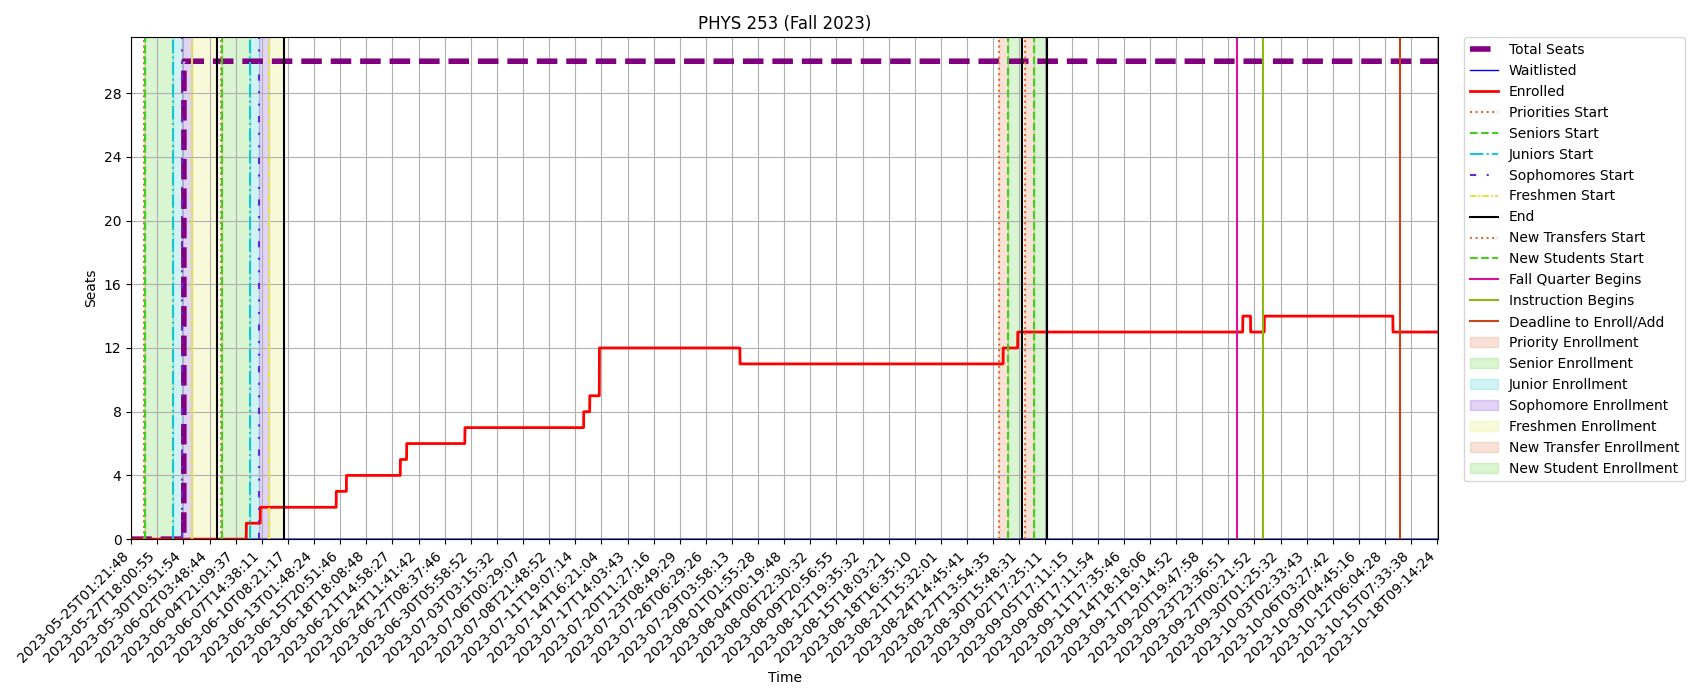 PHYS 253 (Fall 2023)
Seats
28
24
20
16
12
8
4
0
2023-05-25T01:21:48
2023-05-27T18:00:55
2023-05-30T10:51:54
2023-06-02T03:48:44
2023-06-04T21:09:37
2023-06-07T14:38:11
2023-06-10T08:21:17
2023-06-13T01:48:24
2023-06-15T20:51:46
2023-06-18T18:08:48
2023-06-21T14:58:27
2023-06-24T11:41:42
2023-06-27T08:37:46
2023-06-30T05:58:52
2023-07-03T03:15:32
2023-07-06T00:29:07
2023-07-08T21:48:52
2023-07-11T19:07:14
2023-07-14T16:21:04
2023-07-17T14:03:43
2023-07-20T11:27:16
2023-07-23T08:49:29
2023-07-26T06:29:26
2023-07-29T03:58:13
2023-08-01T01:55:28
2023-08-04T00:19:48
2023-08-06T22:30:32
2023-08-09T20:56:55
2023-08-12T19:35:32
2023-08-15T18:03:21
2023-08-18T16:35:10
2023-08-21T15:32:01
2023-08-24T14:45:41
2023-08-27T13:54:35
2023-08-30T15:48:31
2023-09-02T17:25:11
2023-09-05T17:11:15
2023-09-08T17:11:54
2023-09-11T17:35:46
2023-09-14T18:18:06
2023-09-17T19:14:52
2023-09-20T19:47:58
2023-09-23T23:36:51
2023-09-27T00:21:52
2023-09-30T01:25:32
2023-10-03T02:33:43
2023-10-06T03:27:42
2023-10-09T04:45:16
2023-10-12T06:04:28
2023-10-15T07:33:38
2023-10-18T09:14:24
Time
Total Seats
Waitlisted
Enrolled
Priorities Start
Seniors Start
Juniors Start
Sophomores Start
Freshmen Start
End
New Transfers Start
New Students Start
Fall Quarter Begins
Instruction Begins
Deadline to Enroll/Add
Priority Enrollment
Senior Enrollment
Junior Enrollment
Sophomore Enrollment
Freshmen Enrollment
New Transfer Enrollment
New Student Enrollment